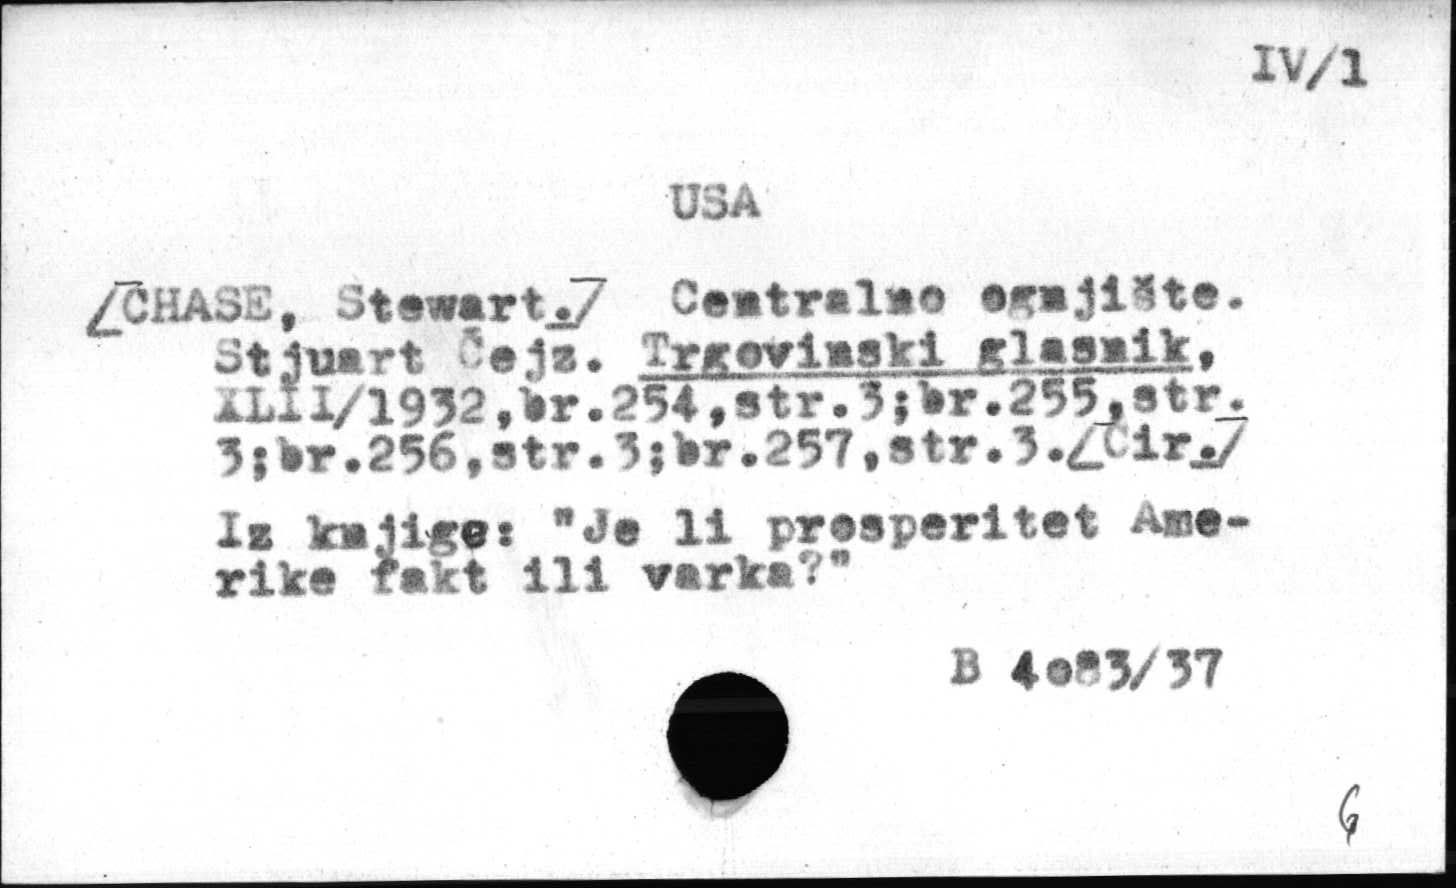 IV/1
USA
[CHASE, Stewart.] Centralno ognjište.
Stjuart Čejz. Trgovinski glasnik,
XLII/1932,br.254,str.3;br.255,str.
3;br.256,str.3;br.257,str.3.[Ćir.]
Iz knjige: "Je li prosperitet Ame-
rike fakt ili varka?"
B 4083/37